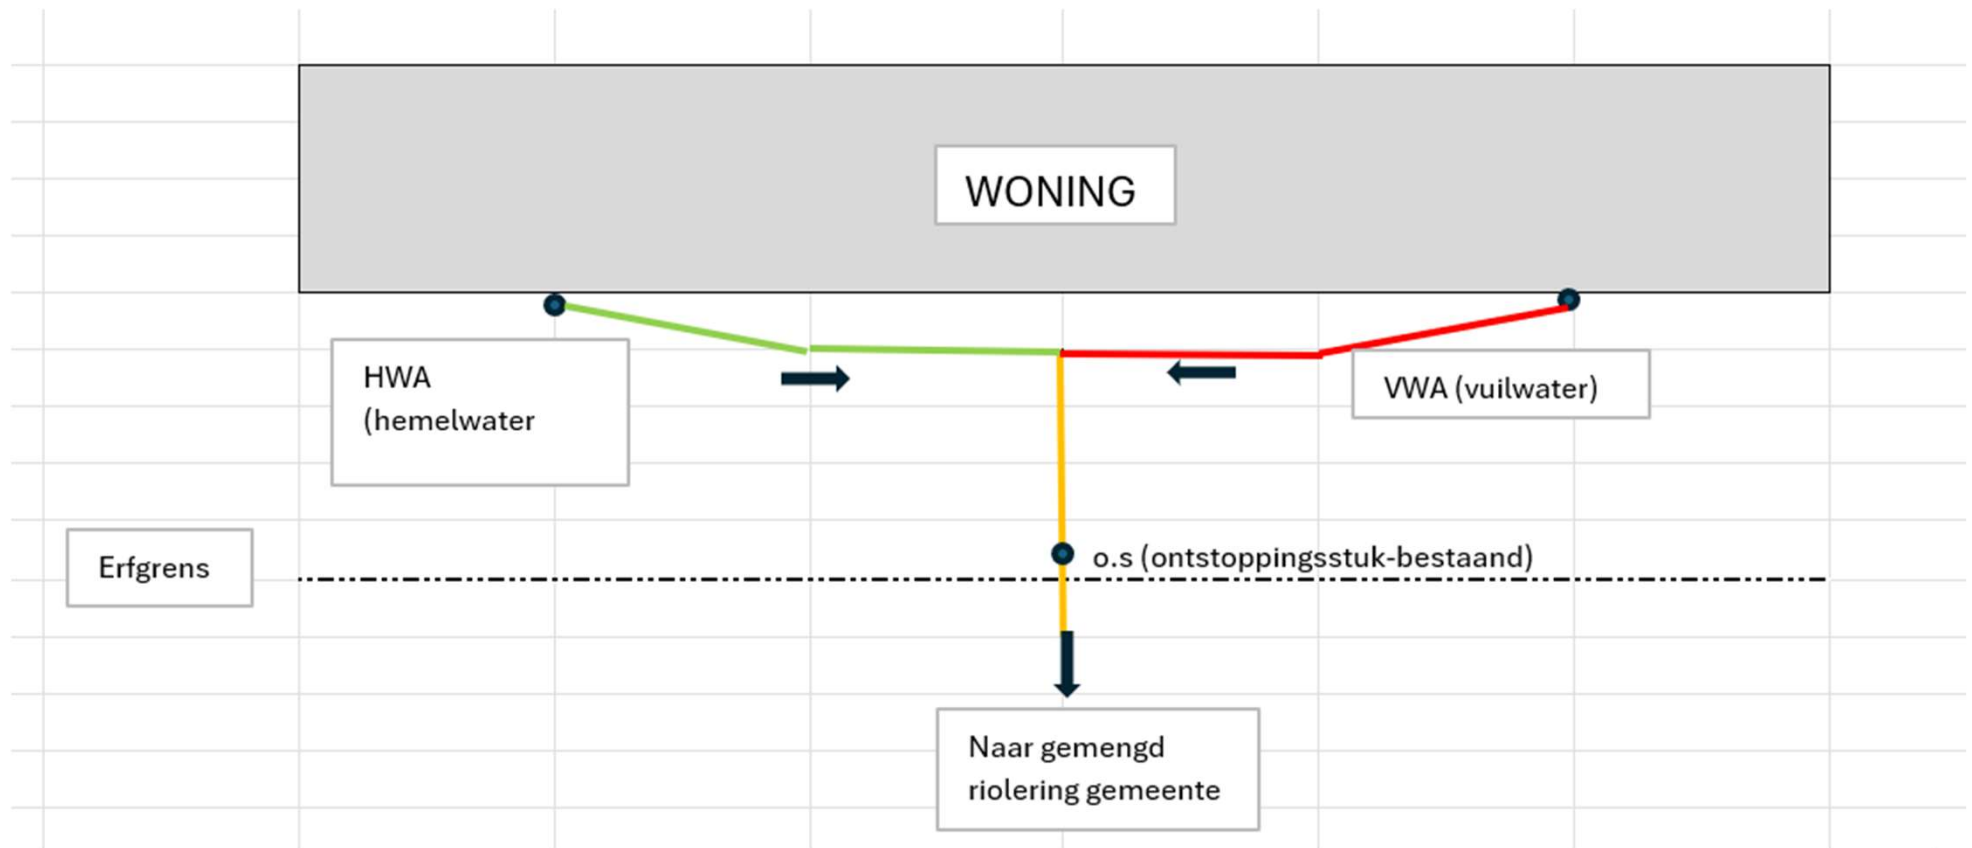 WONING
HWA
(hemelwater
VWA (vuilwater)
o.s (ontstoppingsstuk-bestaand)
Erfgrens
Naar gemengd
riolering gemeente